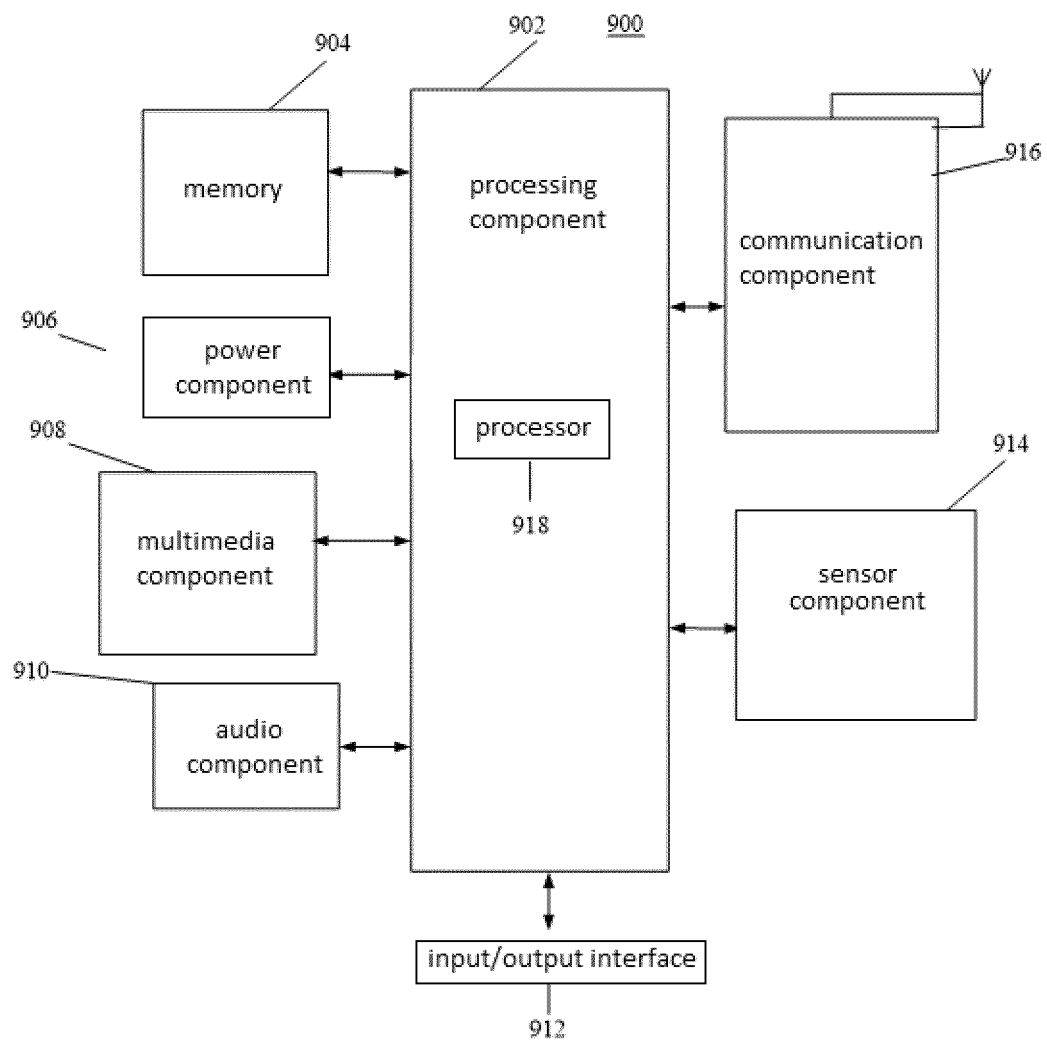 900
902
904
memory
processing
component
916
communication
component
906
power
component
908
processor
918
914
multimedia
component
sensor
component
910
audio
component
input/output interface
912